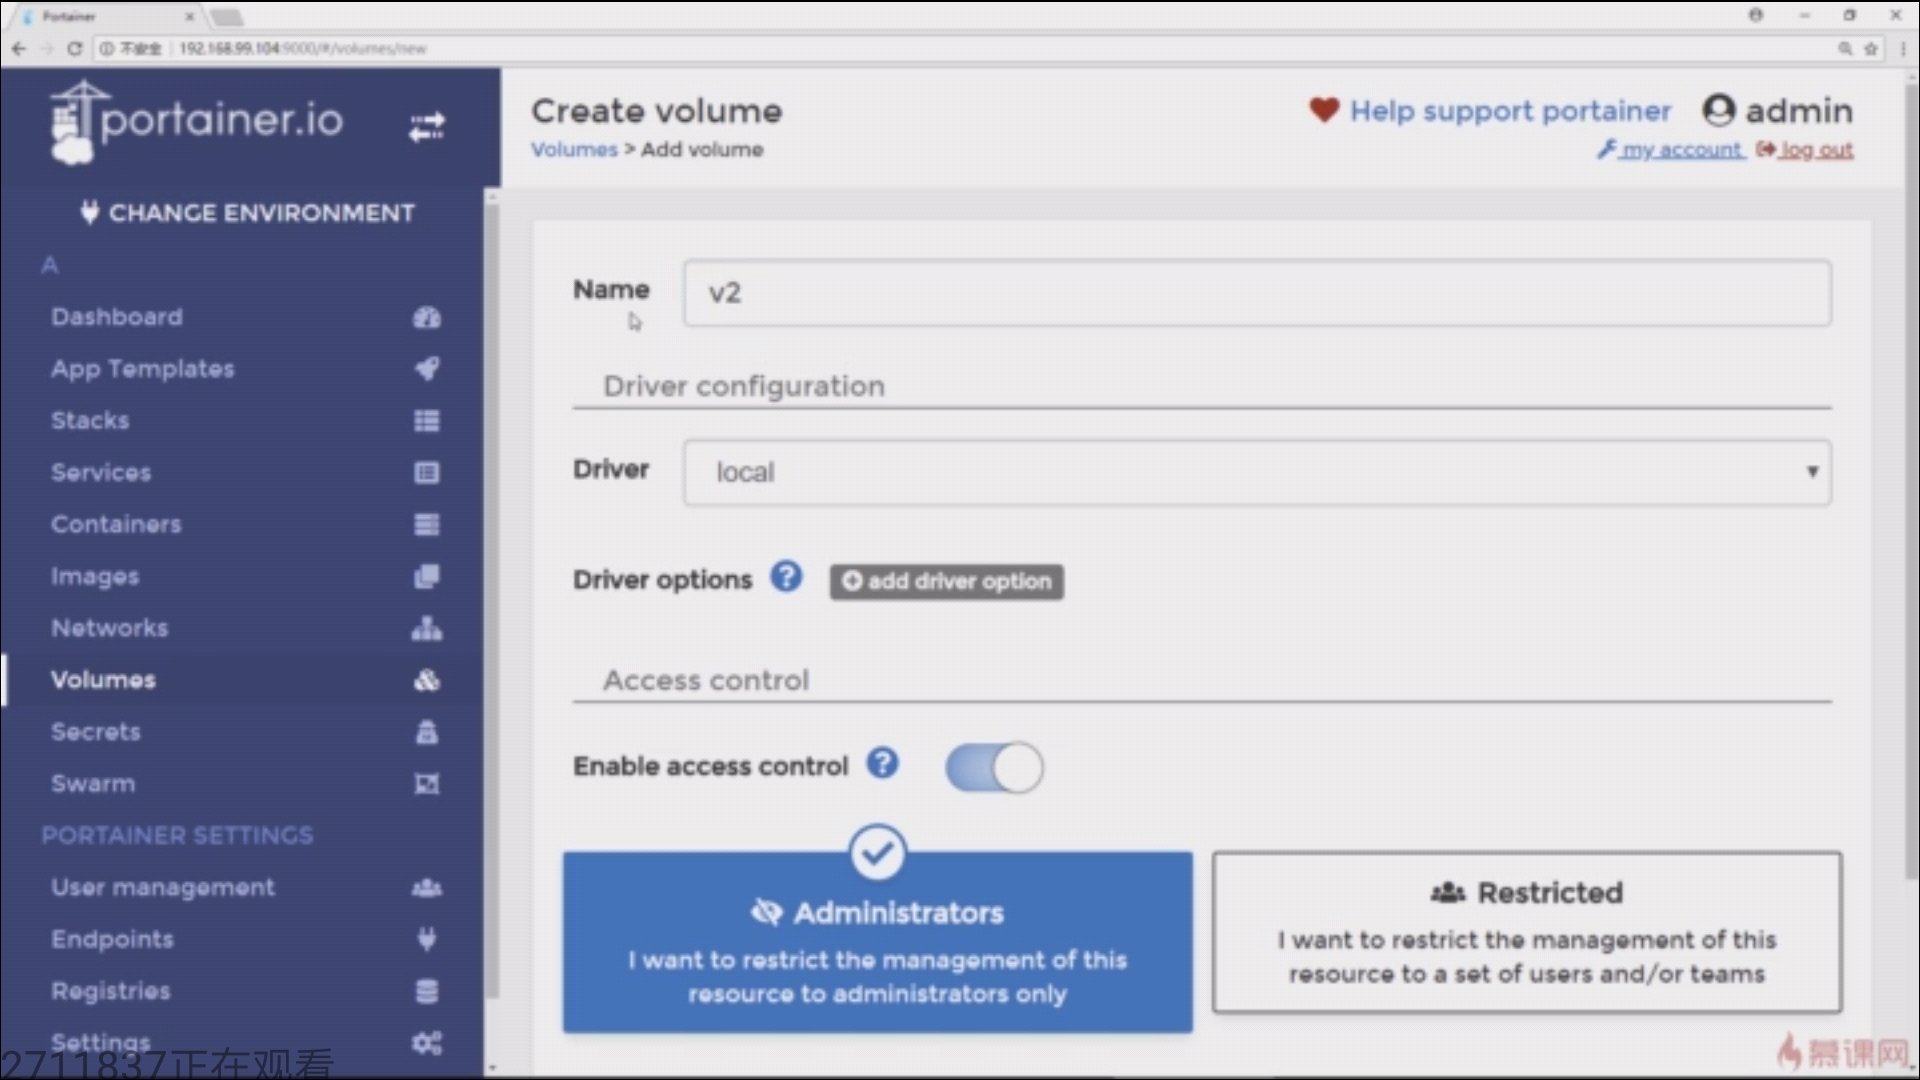 Portainer
不安全 192.168.99.104:9000/#/volumes/new
portainer.io
CHANGE ENVIRONMENT
A
Dashboard
App Templates
Stacks
Services
Containers
Images
Networks
Volumes
Secrets
Swarm
PORTAINER SETTINGS
User management
Endpoints
Registries
Settings
Create volume
Volumes > Add volume
Help support portainer
admin
my account log out
Name
v2
Driver configuration
Driver
local
Driver options
add driver option
Access control
Enable access control
Administrators
I want to restrict the management of this
resource to administrators only
Restricted
I want to restrict the management of this
resource to a set of users and/or teams
2711837正在观看
慕课网